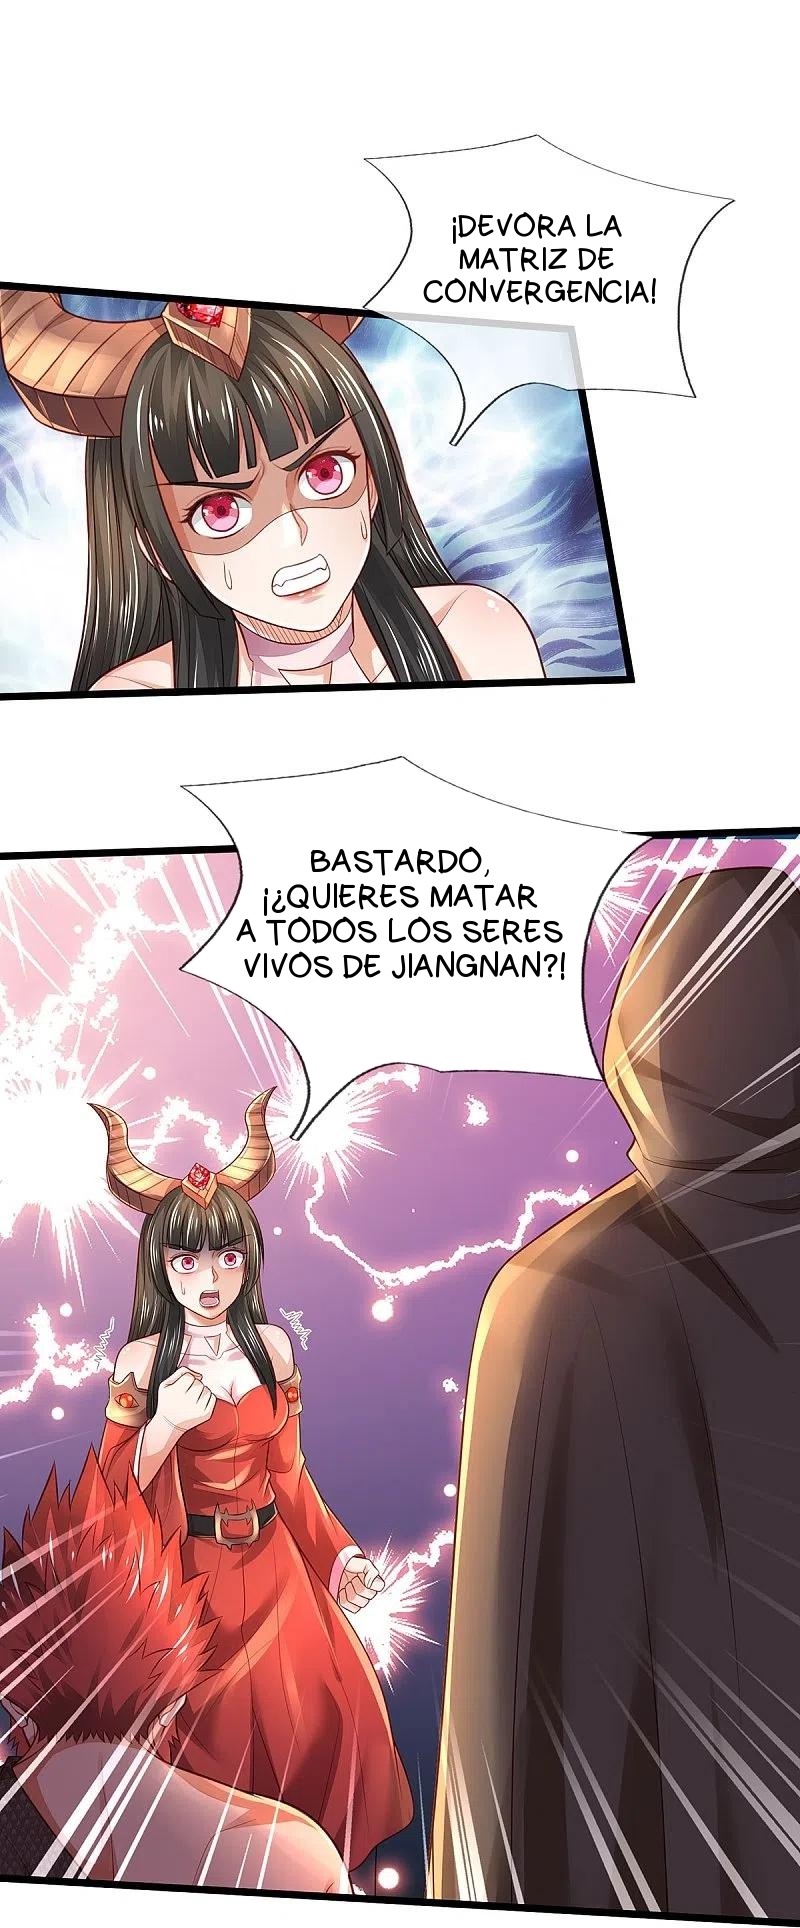 ¡DEVORA LA
MATRIZ DE
CONVERGENCIA!
BASTARDO,
¡¿QUIERES MATAR
A TODOS LOS SERES
VIVOS DE JIANGNAN?!